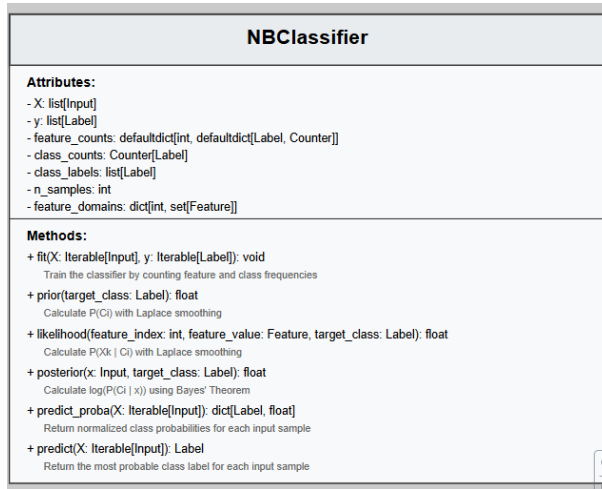 NBClassifier
Attributes:
- X: list[Input]
- y: list[Label]
- feature_counts: defaultdict[int, defaultdict[Label, Counter]]
- class_counts: Counter[Label]
- class_labels: list[Label]
- n_samples: int
- feature_domains: dict[int, set[Feature]]
Methods:
+ fit(X: Iterable[Input], y: Iterable[Label]): void
Train the classifier by counting feature and class frequencies
+ prior(target_class: Label): float
Calculate P(Ci) with Laplace smoothing
+ likelihood(feature_index: int, feature_value: Feature, target_class: Label): float
Calculate P(Xk | Ci) with Laplace smoothing
+ posterior(x: Input, target_class: Label): float
Calculate log(P(Ci | x)) using Bayes' Theorem
+ predict_proba(X: Iterable[Input]): dict[Label, float]
Return normalized class probabilities for each input sample
+ predict(X: Iterable[Input]): Label
Return the most probable class label for each input sample